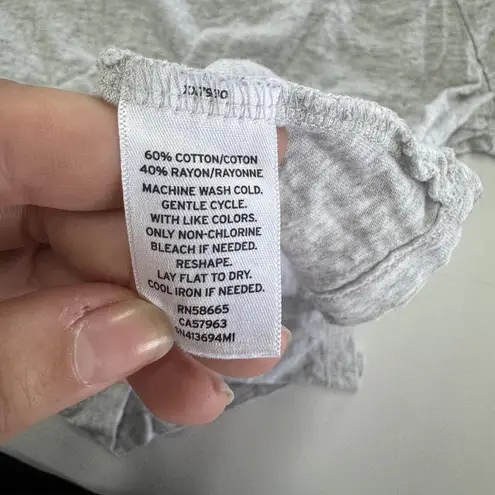 60% COTTON/COTON
40% RAYON/RAYONNE
MACHINE WASH COLD.
GENTLE CYCLE.
WITH LIKE COLORS.
ONLY NON-CHLORINE
BLEACH IF NEEDED.
RESHAPE.
LAY FLAT TO DRY.
COOL IRON IF NEEDED.
RN58665
CA57963